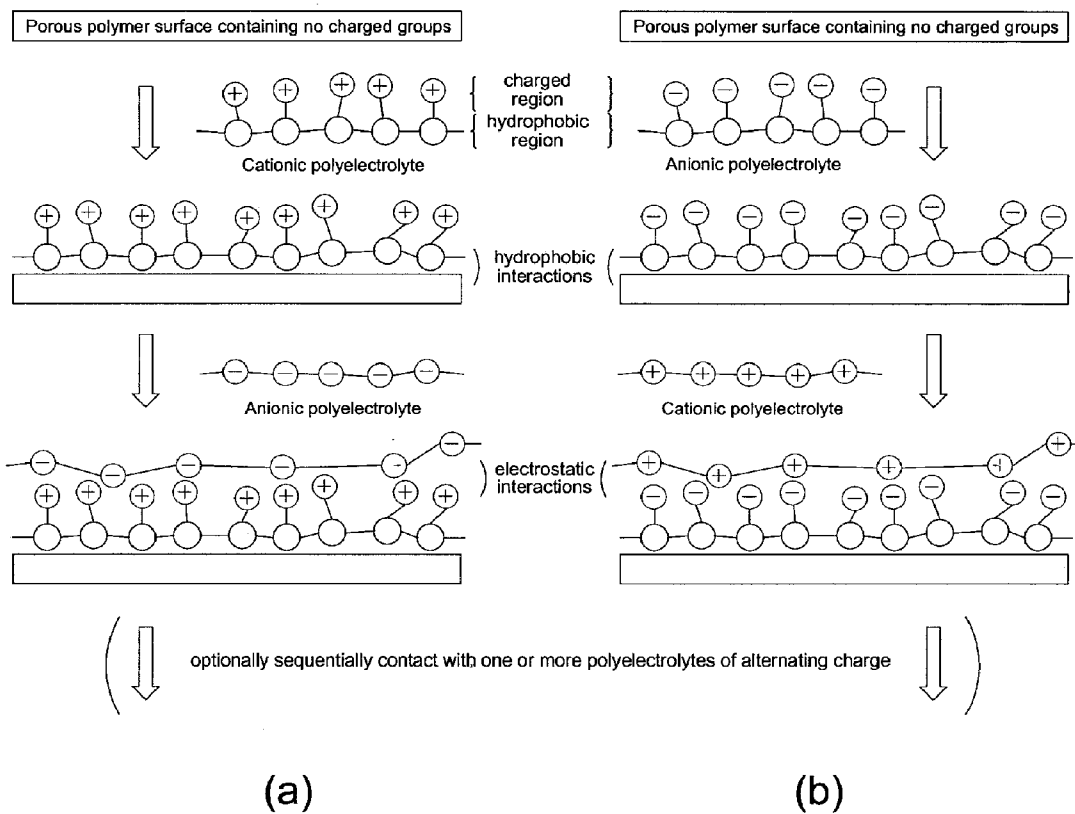 Porous polymer surface containing no charged groups
Porous polymer surface containing no charged groups
charged
region
hydrophobic
region
Cationic polyelectrolyte
Anionic polyelectrolyte
hydrophobic
interactions
Anionic polyelectrolyte
Cationic polyelectrolyte
electrostatic
interactions
optionally sequentially contact with one or more polyelectrolytes of alternating charge
(a)
(b)